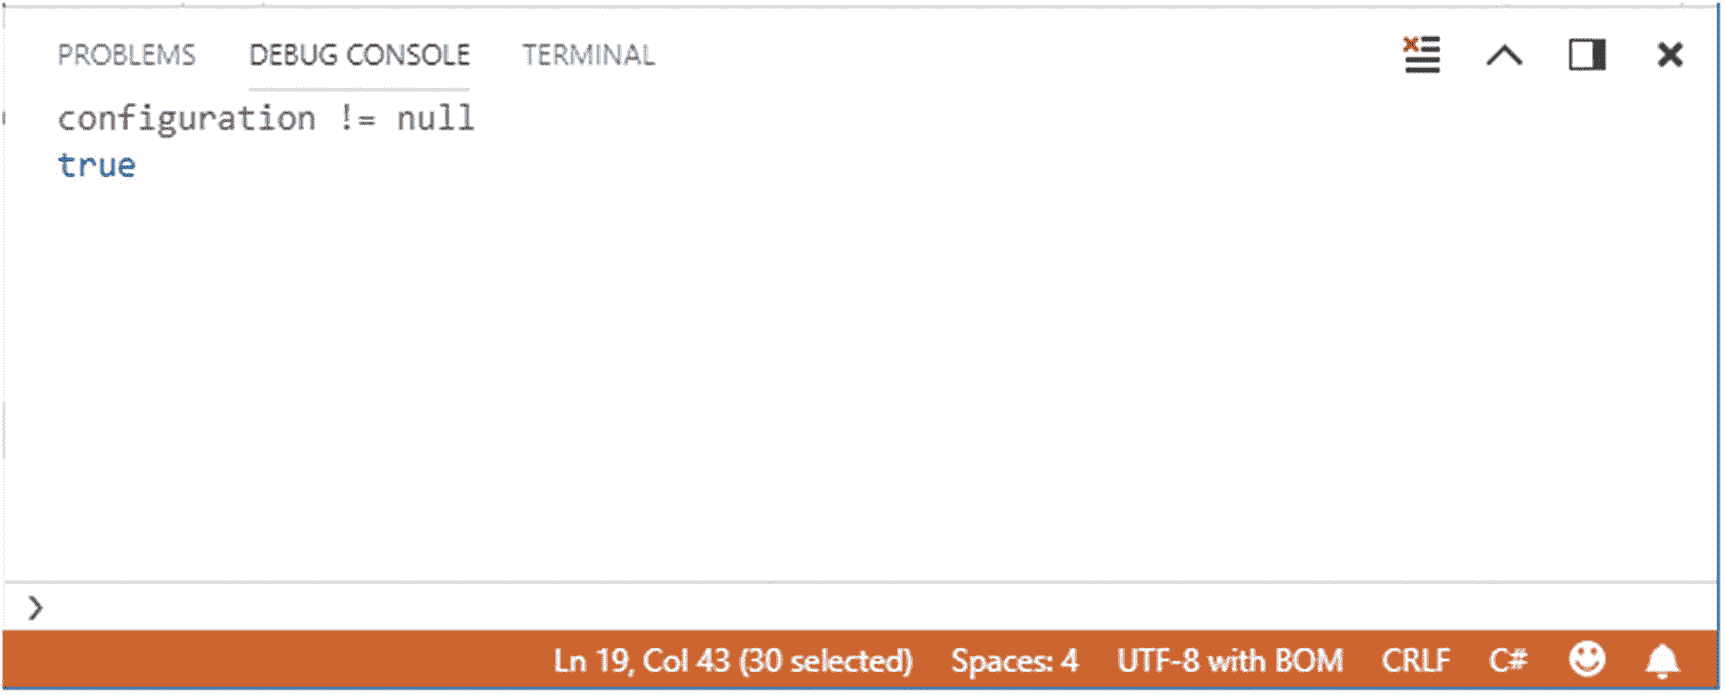 PROBLEMS DEBUG CONSOLE TERMINAL
configuration != null
true
Ln 19, Col 43 (30 selected) Spaces: 4 UTF-8 with BOM CRLF C#